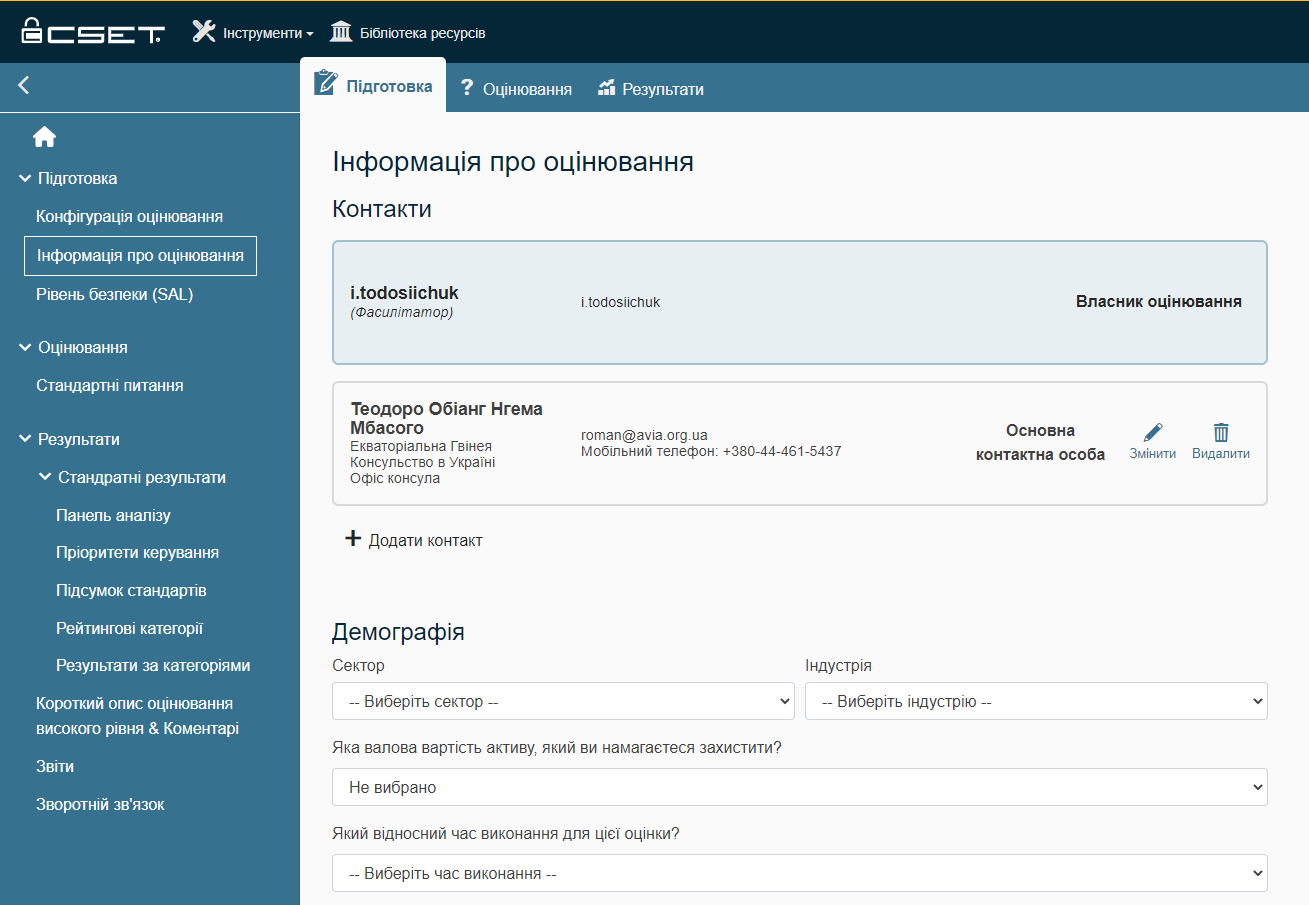 CSET
Інструменти
Бібліотека ресурсів
Підготовка
Оцінювання
Результати
Підготовка
Конфігурація оцінювання
Інформація про оцінювання
Рівень безпеки (SAL)
Оцінювання
Стандартні питання
Результати
Стандратні результати
Панель аналізу
Пріоритети керування
Підсумок стандартів
Рейтингові категорії
Результати за категоріями
Короткий опис оцінювання
високого рівня & Коментарі
Звіти
Зворотній зв'язок
Інформація про оцінювання
Контакти
i.todosiichuk
(Фасилітатор)
i.todosiichuk
Власник оцінювання
Теодоро Обіанг Нгема
Мбасого
Екваторіальна Гвінея
Консульство в Україні
Офіс консула
roman@avia.org.ua
Мобільний телефон: +380-44-461-5437
Основна
контактна особа
Змінити
Видалити
Додати контакт
Демографія
Сектор
Індустрія
-- Виберіть сектор --
-- Виберіть індустрію --
Яка валова вартість активу, який ви намагаєтеся захистити?
Не вибрано
Який відносний час виконання для цієї оцінки?
-- Виберіть час виконання --